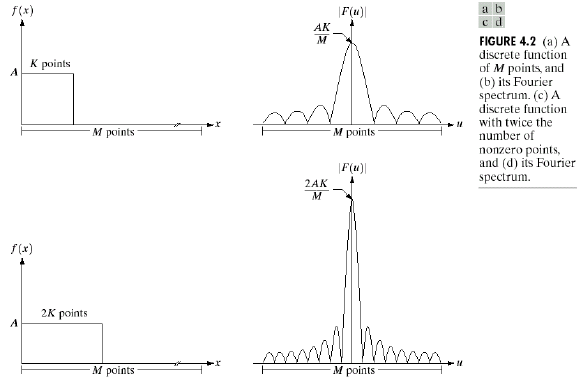 f(x)
A
K points
x
M points
|F(u)|
AK
M
u
M points
a b
c d
FIGURE 4.2 (a) A
discrete function
of M points, and
(b) its Fourier
spectrum. (c) A
discrete function
with twice the
number of
nonzero points,
and (d) its Fourier
spectrum.
f(x)
A
2K points
x
M points
|F(u)|
2AK
M
u
M points